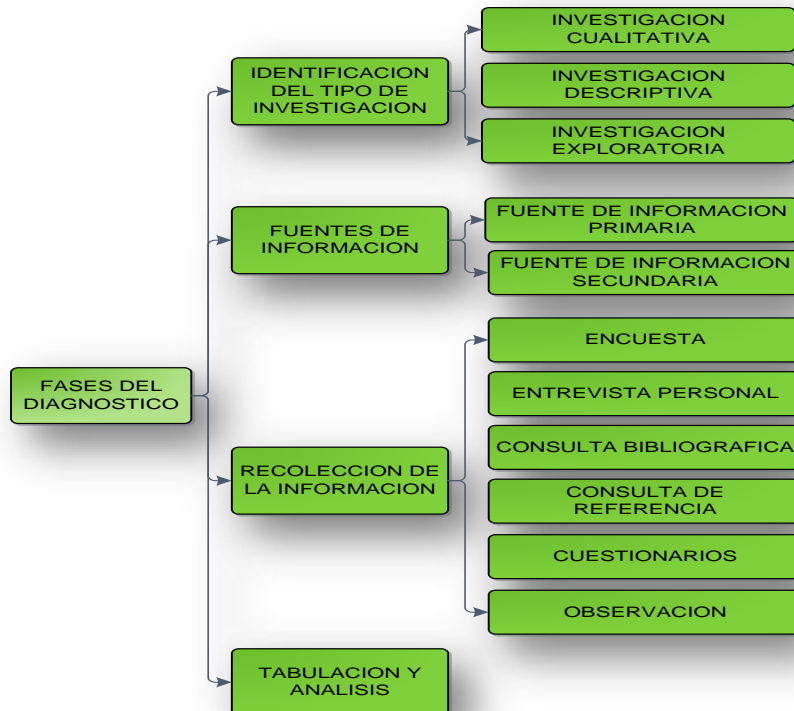 FASES DEL
DIAGNOSTICO
IDENTIFICACION
DEL TIPO DE
INVESTIGACION
INVESTIGACION
CUALITATIVA
INVESTIGACION
DESCRIPTIVA
INVESTIGACION
EXPLORATORIA
FUENTES DE
INFORMACION
FUENTE DE INFORMACION
PRIMARIA
FUENTE DE INFORMACION
SECUNDARIA
RECOLECCION DE
LA INFORMACION
ENCUESTA
ENTREVISTA PERSONAL
CONSULTA BIBLIOGRAFICA
CONSULTA DE
REFERENCIA
CUESTIONARIOS
OBSERVACION
TABULACION Y
ANALISIS